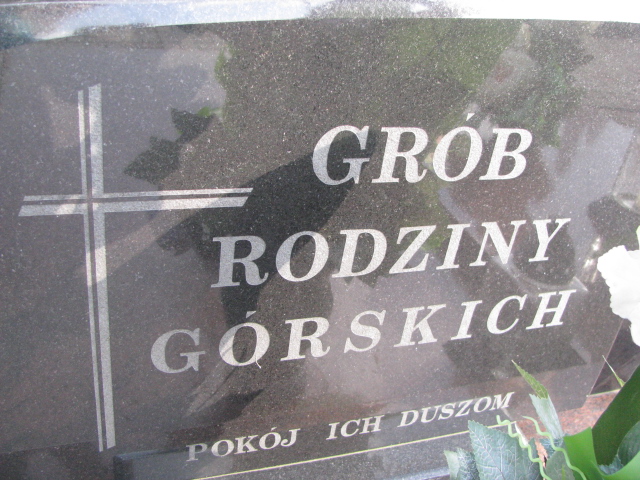 GRÓB
RODZINY
GÓRSKICH
POKÓJ ICH DUSZOM